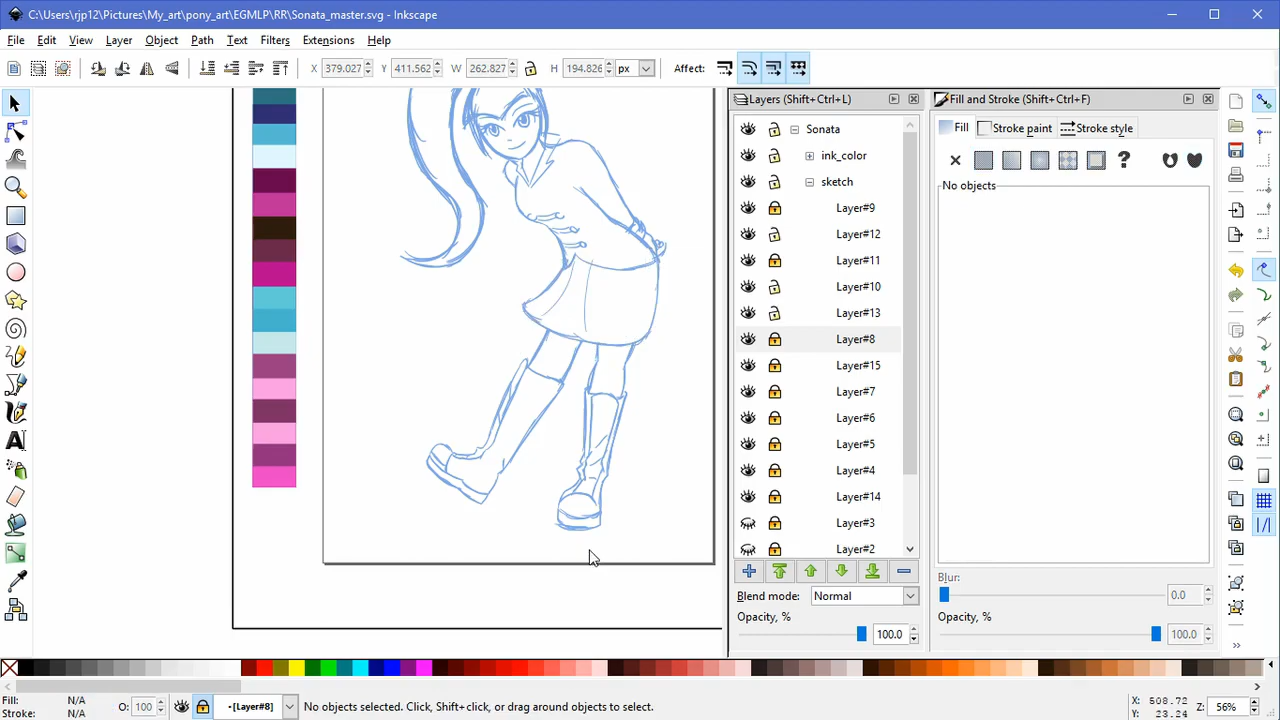 C:\Users\rjp12\Pictures\My_art\pony_art\EGMLP\RR\Sonata_master.svg - Inkscape
File Edit View Layer Object Path Text Filters Extensions Help
X 379.027 Y 411.562 W 262.827 H 194.826 px Affect:
Layers (Shift+Ctrl+L)
Sonata
ink_color
sketch
Layer#9
Layer#12
Layer#11
Layer#10
Layer#13
Layer#8
Layer#15
Layer#7
Layer#6
Layer#5
Layer#4
Layer#14
Layer#3
Layer#2
Blend mode: Normal
Opacity, %
100.0
Fill and Stroke (Shift+Ctrl+F)
Fill Stroke paint Stroke style
?
No objects
Blur:
0.0
Opacity, %
100.0
A
Fill: N/A
Stroke: N/A
O: 100
-[Layer#8]
No objects selected. Click, Shift+click, or drag around objects to select.
X: 508.72
Y: 23.24
Z: 56%